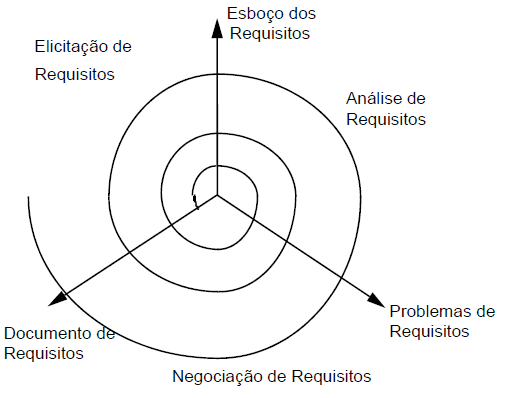 Esboço dos
Requisitos
Elicitação de
Requisitos
Análise de
Requisitos
Problemas de
Requisitos
Documento de
Requisitos
Negociação de Requisitos